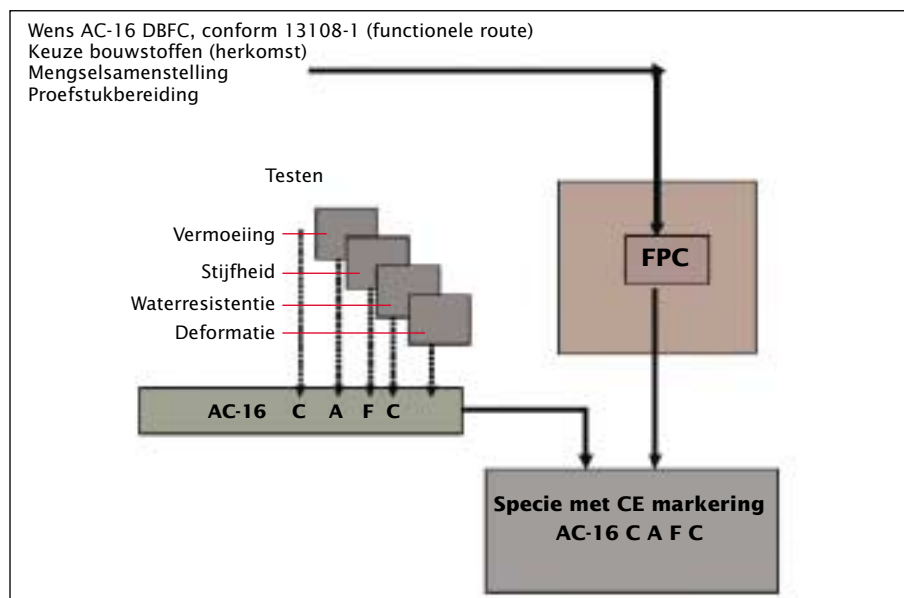 Wens AC-16 DBFC, conform 13108-1 (functionele route)
Keuze bouwstoffen (herkomst)
Mengselsamenstelling
Proefstukbereiding
Testen
Vermoeiing
Stijfheid
Waterresistentie
Deformatie
FPC
AC-16 C A F C
Specie met CE markering
AC-16 C A F C